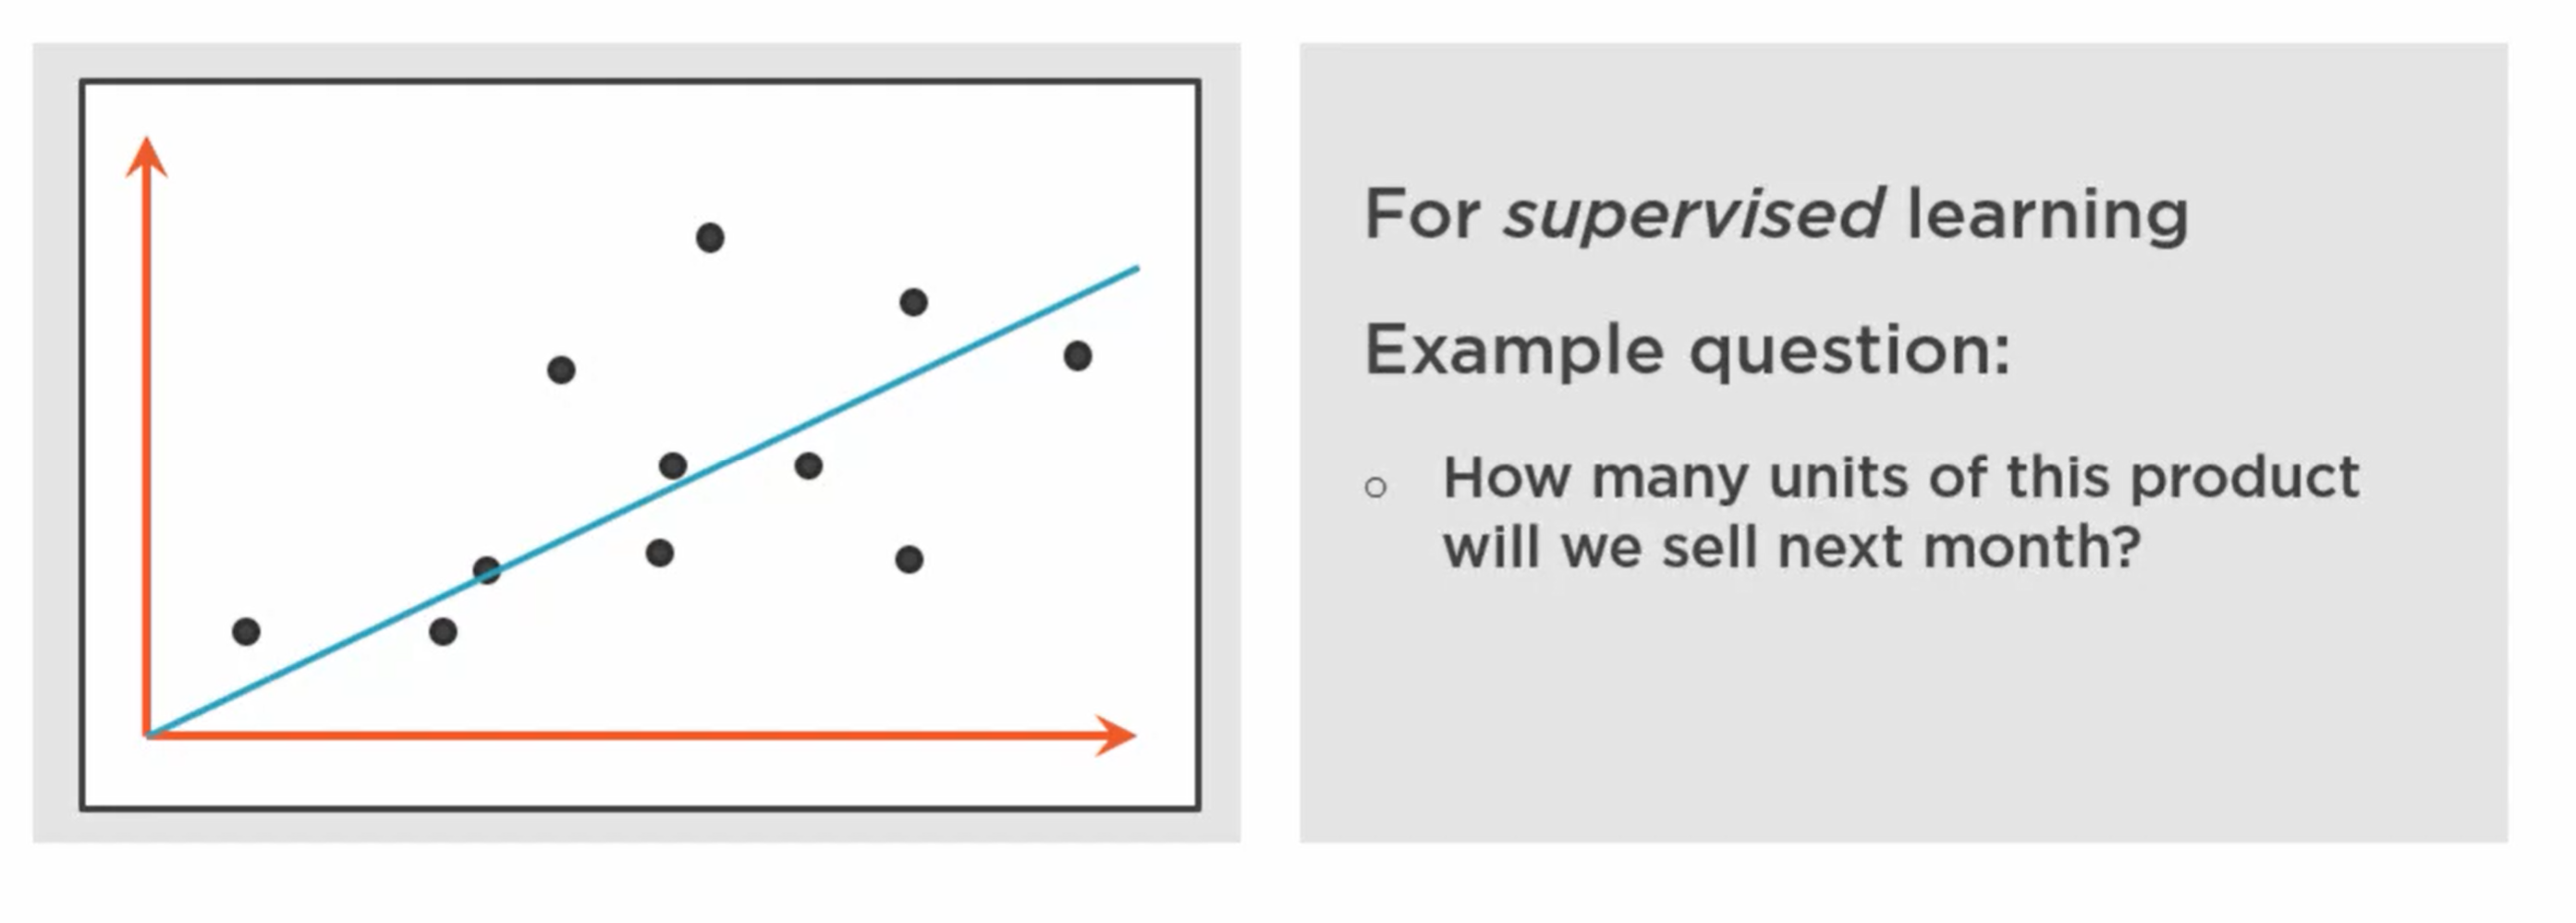 For supervised learning
Example question:
How many units of this product
will we sell next month?